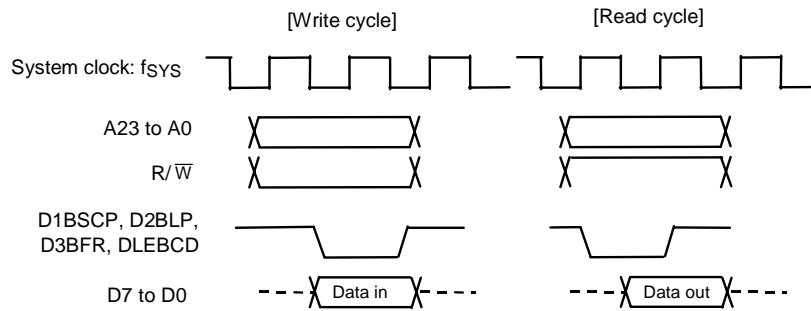 [Write cycle] [Read cycle]
System clock: fSYS
A23 to A0
R/W̅
D1BSCP, D2BLP,
D3BFR, DLEBCD
D7 to D0 Data in Data out